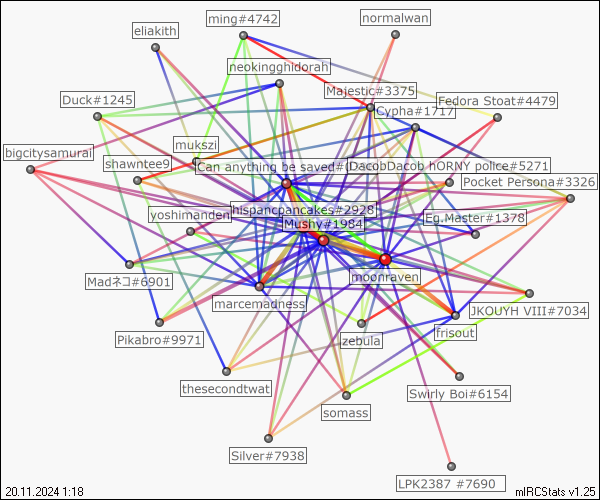 ming#4742
normalwan
eliakith
neokingghidorah
Majestic#3375
Duck#1245
Fedora Stoat#4479
Cypha#1717
mukszi
bigcitysamurai
shawntee9
Can anything be saved#(
DacobDacob hORNY police#5271
Pocket Persona#3326
hispancpancakes#2928
yoshimanden
Eg.Master#1378
Mushy#1984
Madネコ#6901
moonraven
marcemadness
JKOUYH VIII#7034
Pikabro#9971
zebula
frisout
thesecondtwat
Swirly Boi#6154
somass
Silver#7938
LPK2387 #7690
20.11.2024 1:18
mIRCStats v1.25